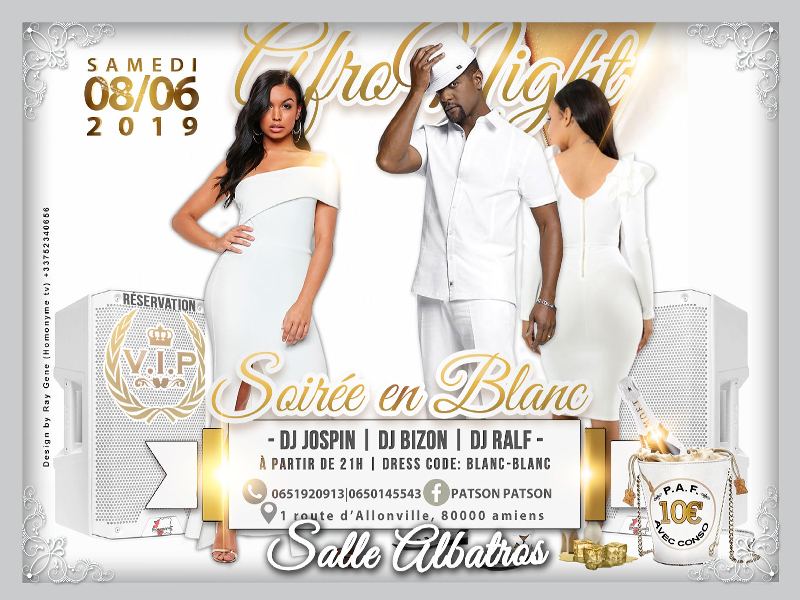 Afro Night
SAMEDI
08/06
2019
Design by Ray Gene (Homonyme tv) +33752340656
RÉSERVATION
V.I.P
Soirée en Blanc
- DJ JOSPIN | DJ BIZON | DJ RALF -
À PARTIR DE 21H | DRESS CODE: BLANC-BLANC
0651920913|0650145543 PATSON PATSON
1 route d'Allonville, 80000 amiens
Salle Albatros
P.A.F.
10€
AVEC CONSO